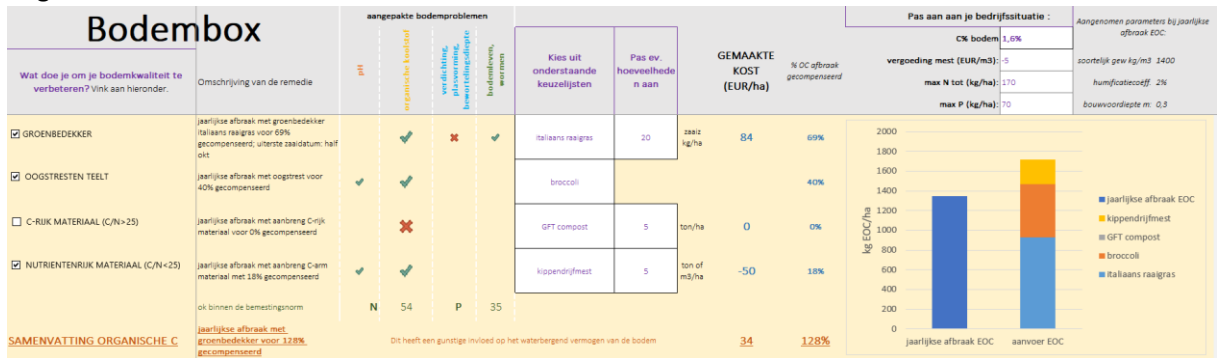 Bodembox
Wat doe je om je bodemkwaliteit te
verbeteren? Vink aan hieronder.
Omschrijving van de remedie
aangepakte bodemproblemen
pH
organische koolstof
verdichting,
plasvorming,
bewortelingsdiepte
bodemleven,
wormen
Kies uit
onderstaande
keuzelijsten
Pas ev.
hoeveelhede
n aan
GEMAAKTE
KOST
(EUR/ha)
% OC afbraak
gecompenseerd
Pas aan aan je bedrijfssituatie :
C% bodem 1,6%
vergoeding mest (EUR/m3): -5
max N tot (kg/ha): 170
max P (kg/ha): 70
Aangenomen parameters bij jaarlijkse
afbraak EOC:
soortelijk gew kg/m3 1400
humificatiecoeff. 2%
bouwvoordiepte m: 0,3
GROENBEDEKKER
jaarlijkse afbraak met groenbedekker
italiaans raaigras voor 69%
gecompenseerd; uiterste zaaidatum: half
okt
italiaans raaigras
20
zaaiz
kg/ha
84
69%
OOGSTRESTEN TEELT
jaarlijkse afbraak met oogstrest voor
40% gecompenseerd
broccoli
40%
C-RIJK MATERIAAL (C/N>25)
jaarlijkse afbraak met aanbreng C-rijk
materiaal voor 0% gecompenseerd
GFT compost
5
ton/ha
0
0%
NUTRIENTENRIJK MATERIAAL (C/N<25)
jaarlijkse afbraak met aanbreng C-arm
materiaal met 18% gecompenseerd
kippendrijfmest
5
ton of
m3/ha
-50
18%
ok binnen de bemestingsnorm
N 54 P 35
SAMENVATTING ORGANISCHE C
jaarlijkse afbraak met
groenbedekker voor 128%
gecompenseerd
Dit heeft een gunstige invloed op het waterbergend vermogen van de bodem
34
128%
kg EOC/ha
2000
1800
1600
1400
1200
1000
800
600
400
200
0
jaarlijkse afbraak EOC
aanvoer EOC
jaarlijkse afbraak EOC
kippendrijfmest
GFT compost
broccoli
italiaans raaigras